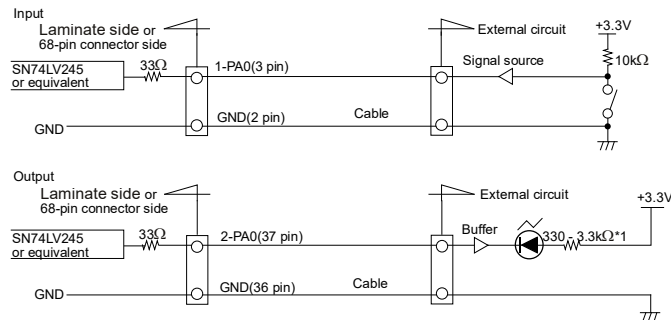 Input
Laminate side or
68-pin connector side
External circuit
+3.3V
SN74LV245
or equivalent
33Ω
1-PA0(3 pin)
Signal source
10kΩ
GND
GND(2 pin)
Cable
Output
Laminate side or
68-pin connector side
External circuit
+3.3V
SN74LV245
or equivalent
33Ω
2-PA0(37 pin)
Buffer
330 - 3.3kΩ*1
GND
GND(36 pin)
Cable